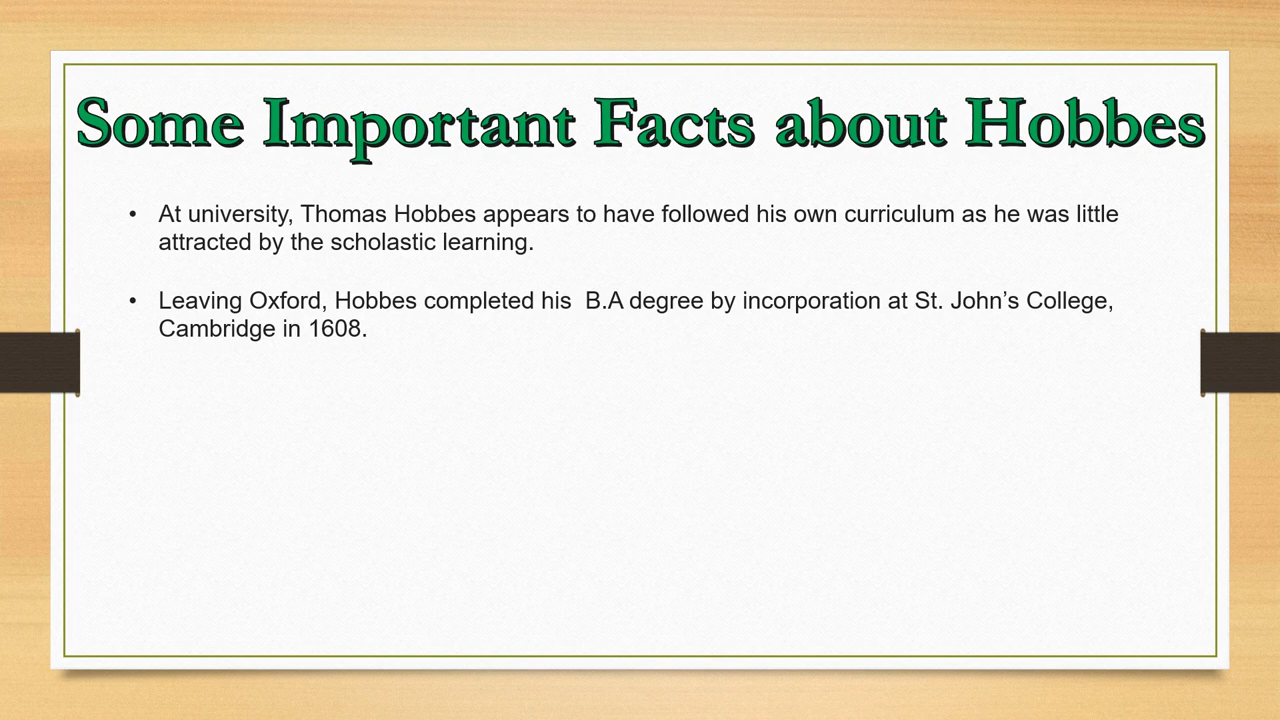 Some Important Facts about Hobbes
• At university, Thomas Hobbes appears to have followed his own curriculum as he was little
attracted by the scholastic learning.
• Leaving Oxford, Hobbes completed his  B.A degree by incorporation at St. John’s College,
Cambridge in 1608.